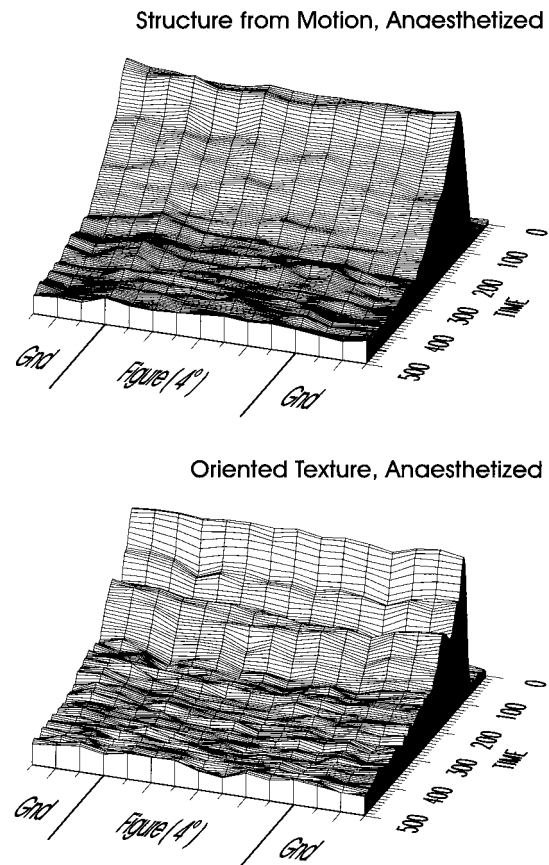 Structure from Motion, Anaesthetized
0
100
200
300
400
500
TIME
Gnd
Figure (4°)
Gnd
Oriented Texture, Anaesthetized
0
100
200
300
400
500
TIME
Gnd
Figure (4°)
Gnd